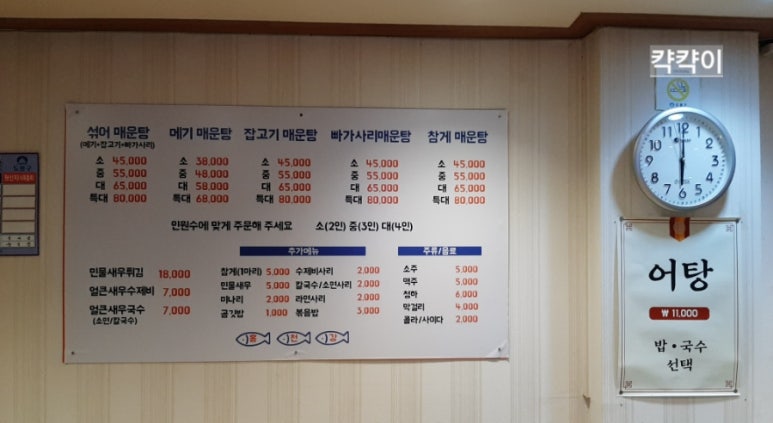 캭캭이
섞어 매운탕
(메기+잡고기+빠가사리)
소 45,000
중 55,000
대 65,000
특대 80,000
메기 매운탕
소 38,000
중 48,000
대 58,000
특대 68,000
잡고기 매운탕
소 45,000
중 55,000
대 65,000
특대 80,000
빠가사리매운탕
소 45,000
중 55,000
대 65,000
특대 80,000
참게 매운탕
소 45,000
중 55,000
대 65,000
특대 80,000
인원수에 맞게 주문해 주세요 소(2인) 중(3인) 대(4인)
민물새우튀김 18,000
얼큰새우수제비 7,000
얼큰새우국수 7,000
(소면/칼국수)
추가메뉴
참게(1마리) 5,000
민물새우 5,000
미나리 2,000
공깃밥 1,000
수제비사리 2,000
칼국수/소면사리 2,000
라면사리 2,000
볶음밥 3,000
주류/음료
소주 5,000
맥주 5,000
청하 6,000
막걸리 4,000
콜라/사이다 2,000
홍 천 강
어탕
₩ 11,000
밥 • 국수
선택